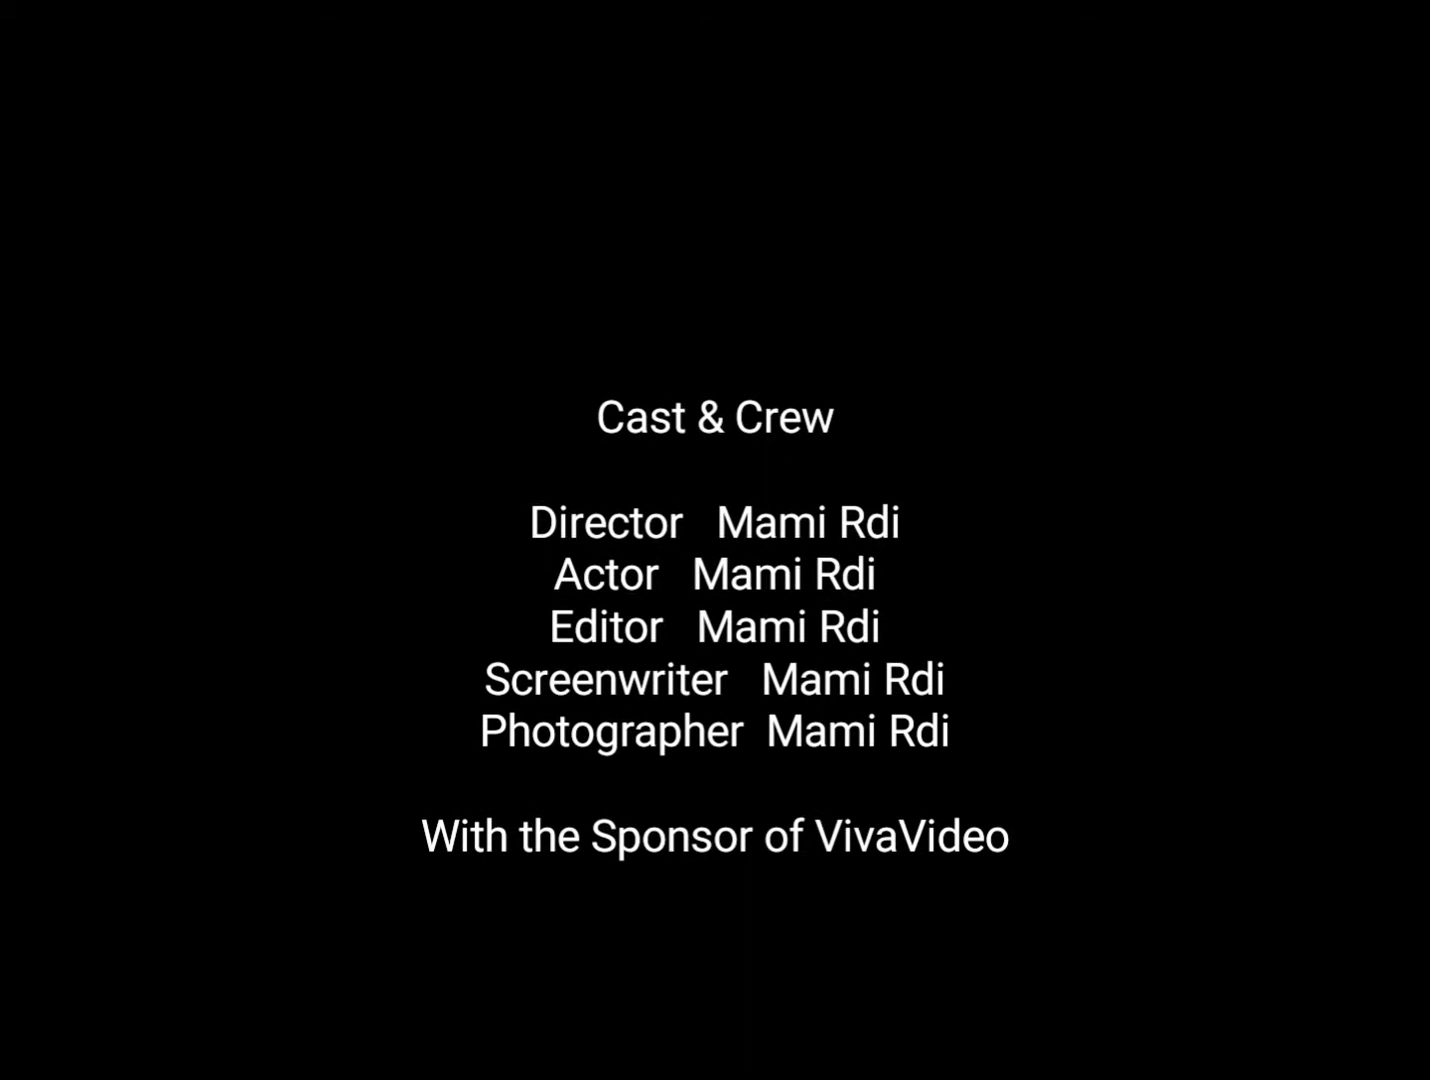 Cast & Crew
Director Mami Rdi
Actor Mami Rdi
Editor Mami Rdi
Screenwriter Mami Rdi
Photographer Mami Rdi
With the Sponsor of VivaVideo